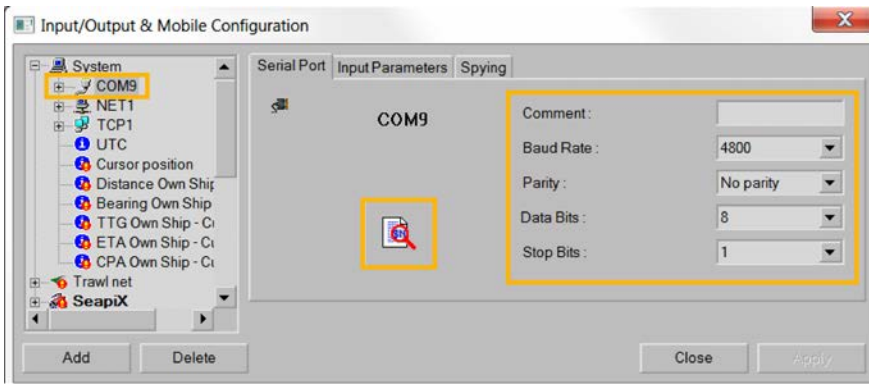 Input/Output & Mobile Configuration
System
COM9
NET1
TCP1
UTC
Cursor position
Distance Own Ship
Bearing Own Ship
TTG Own Ship - Cu
ETA Own Ship - Cu
CPA Own Ship - Cu
Trawl net
SeapiX
Add
Delete
Serial Port
Input Parameters
Spying
COM9
Comment :
Baud Rate : 4800
Parity : No parity
Data Bits : 8
Stop Bits : 1
Close
Apply